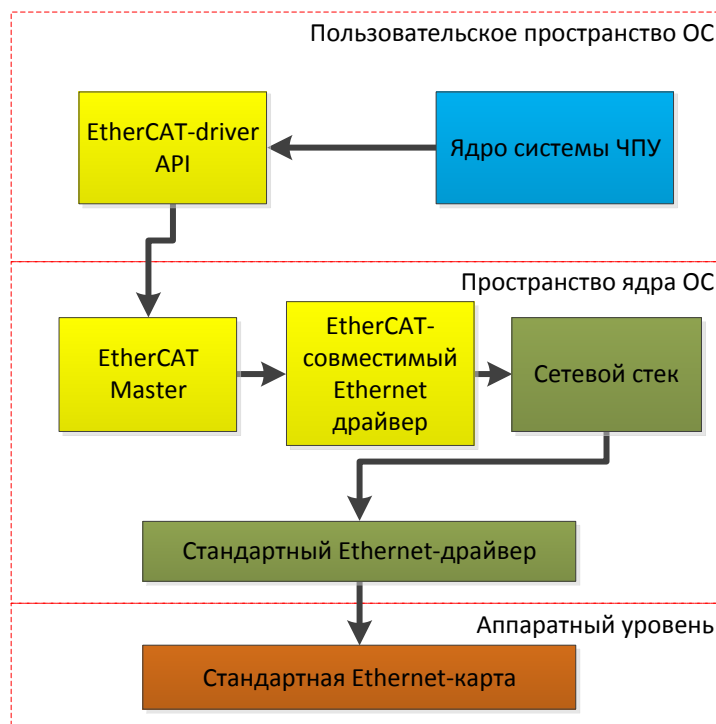 Пользовательское пространство ОС
EtherCAT-driver
API
Ядро системы ЧПУ
Пространство ядра ОС
EtherCAT
Master
EtherCAT-
совместимый
Ethernet
драйвер
Сетевой стек
Стандартный Ethernet-драйвер
Аппаратный уровень
Стандартная Ethernet-карта